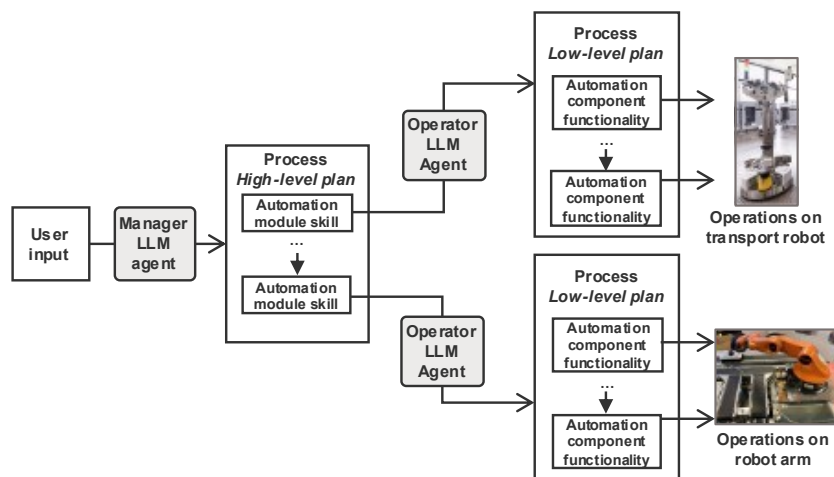 User
input
Manager
LLM
agent
Process
High-level plan
Automation
module skill
...
Automation
module skill
Operator
LLM
Agent
Operator
LLM
Agent
Process
Low-level plan
Automation
component
functionality
...
Automation
component
functionality
Operations on
transport robot
Process
Low-level plan
Automation
component
functionality
...
Automation
component
functionality
Operations on
robot arm